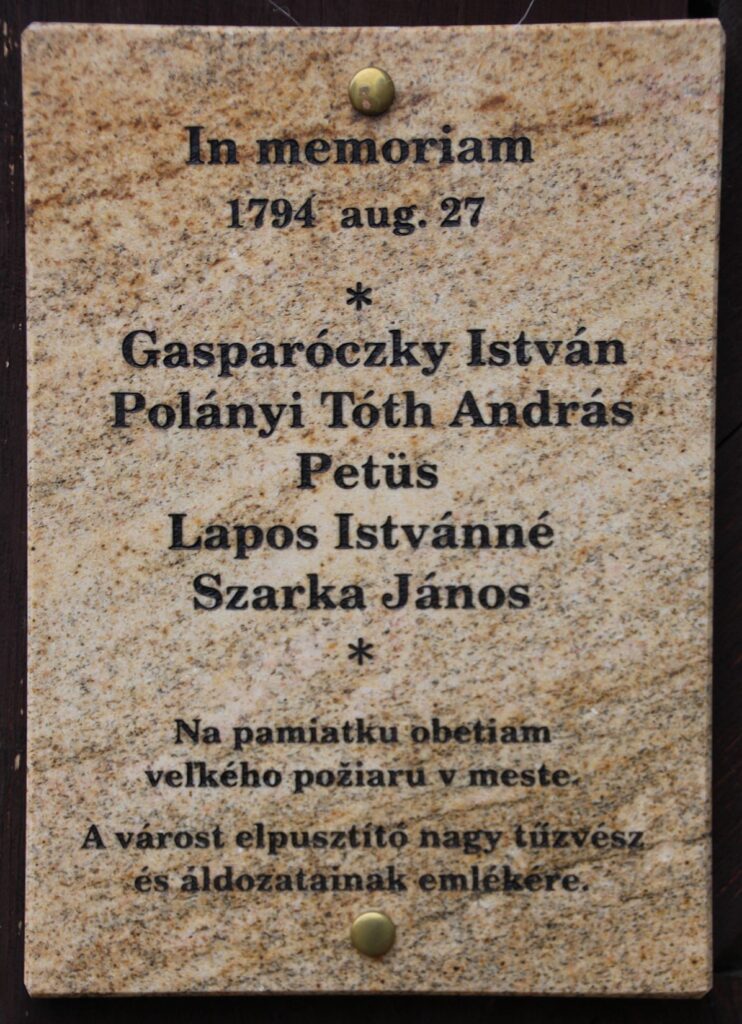 In memoriam
1794 aug. 27
*
Gasparóczky István
Polányi Tóth András
Petüs
Lapos Istvánné
Szarka János
*
Na pamiatku obetiam
veľkého požiaru v meste.
A várost elpusztító nagy tűzvész
és áldozatainak emlékére.